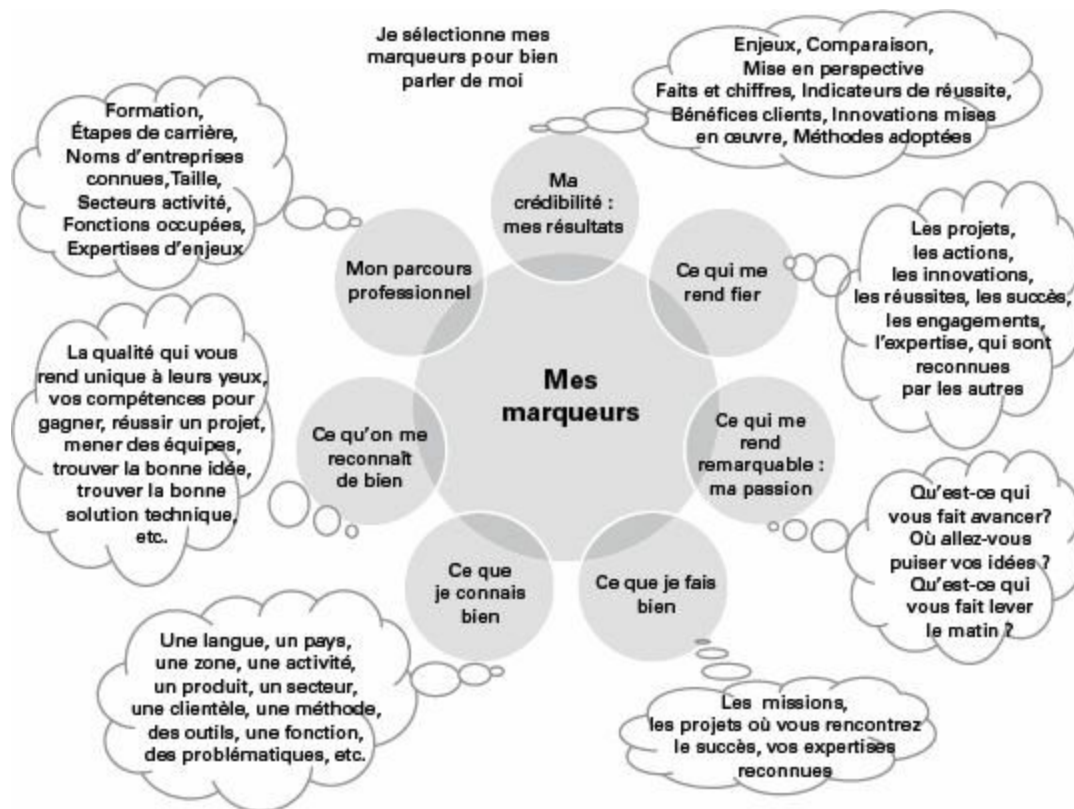 Je sélectionne mes
marqueurs pour bien
parler de moi
Enjeux, Comparaison,
Mise en perspective
Faits et chiffres, Indicateurs de réussite,
Bénéfices clients, Innovations mises
en œuvre, Méthodes adoptées
Formation,
Étapes de carrière,
Noms d'entreprises
connues, Taille,
Secteurs activité,
Fonctions occupées,
Expertises d'enjeux
Ma
crédibilité :
mes résultats
Mon parcours
professionnel
Ce qui me
rend fier
Les projets,
les actions,
les innovations,
les réussites, les succès,
les engagements,
l'expertise, qui sont
reconnues
par les autres
La qualité qui vous
rend unique à leurs yeux,
vos compétences pour
gagner, réussir un projet,
mener des équipes,
trouver la bonne idée,
trouver la bonne
solution technique,
etc..
Mes
marqueurs
Ce qu'on me
reconnaît
de bien
Ce qui me
rend
remarquable :
ma passion
Qu'est-ce qui
vous fait avancer?
Où allez-vous
puiser vos idées ?
Qu'est-ce qui
vous fait lever
le matin ?
Ce que
je connais
bien
Ce que je fais
bien
Une langue, un pays,
une zone, une activité,
un produit, un secteur,
une clientèle, une méthode,
des outils, une fonction,
des problématiques, etc.
Les missions,
les projets où vous rencontrez
le succès, vos expertises
reconnues